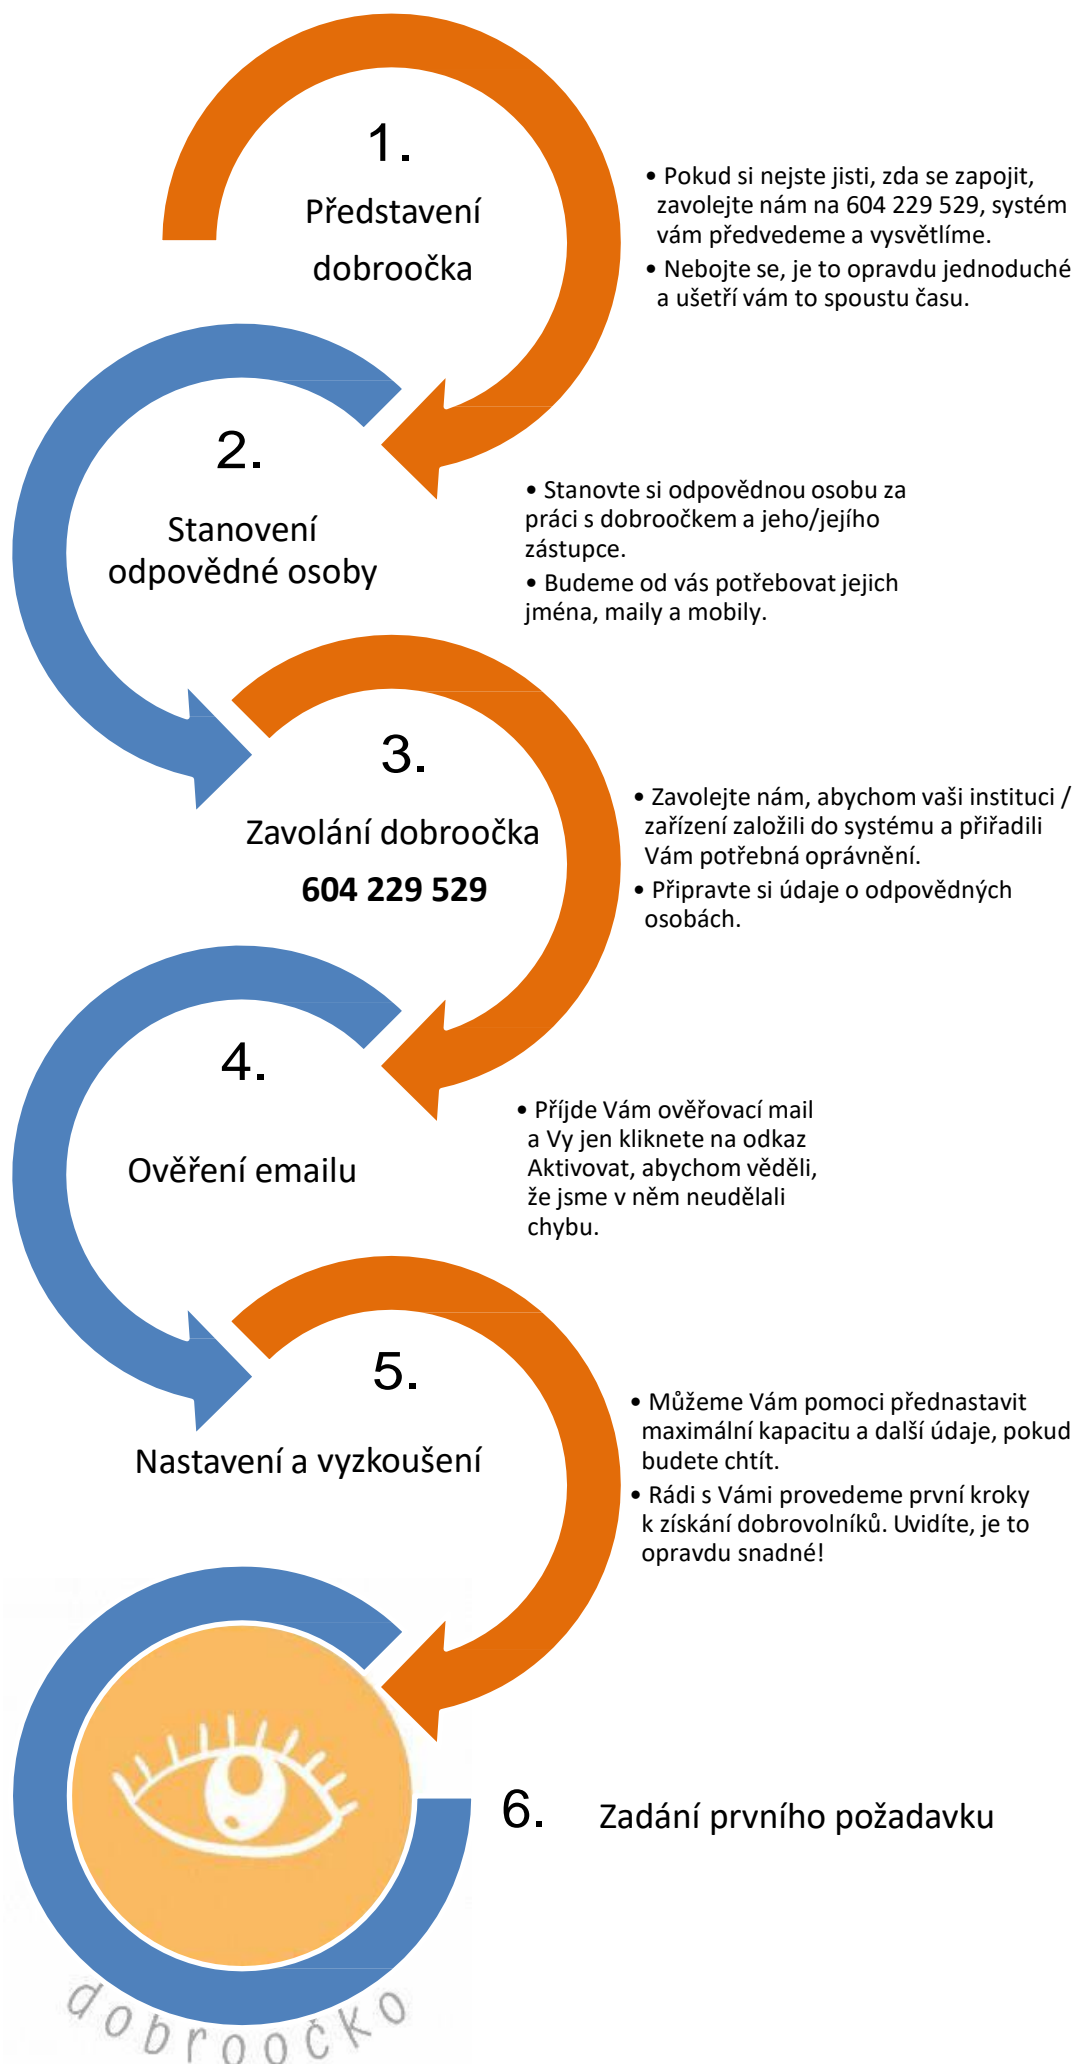 1.
Představení
dobroočka
• Pokud si nejste jisti, zda se zapojit,
zavolejte nám na 604 229 529, systém
vám předvedeme a vysvětlíme.
• Nebojte se, je to opravdu jednoduché
a ušetří vám to spoustu času.
2.
Stanovení
odpovědné osoby
• Stanovte si odpovědnou osobu za
práci s dobroočkem a jeho/jejího
zástupce.
• Budeme od vás potřebovat jejich
jména, maily a mobily.
3.
Zavolání dobroočka
604 229 529
• Zavolejte nám, abychom vaši instituci /
zařízení založili do systému a přiřadili
Vám potřebná oprávnění.
• Připravte si údaje o odpovědných
osobách.
4.
Ověření emailu
• Příjde Vám ověřovací mail
a Vy jen kliknete na odkaz
Aktivovat, abychom věděli,
že jsme v něm neudělali
chybu.
5.
Nastavení a vyzkoušení
• Můžeme Vám pomoci přednastavit
maximální kapacitu a další údaje, pokud
budete chtít.
• Rádi s Vámi provedeme první kroky
k získání dobrovolníků. Uvidíte, je to
opravdu snadné!
6. Zadání prvního požadavku
dobroočko